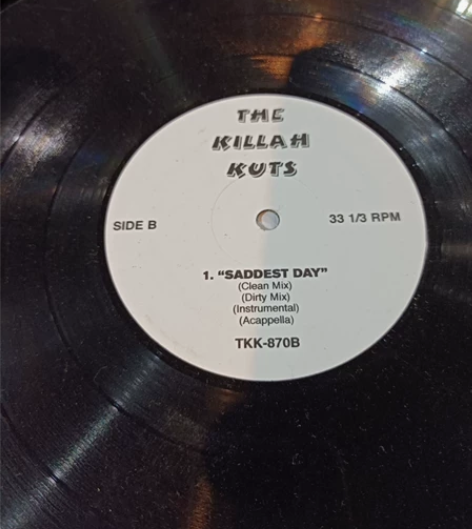 THE
KILLAH
KUTS
SIDE B
33 1/3 RPM
1. "SADDEST DAY"
(Clean Mix)
(Dirty Mix)
(Instrumental)
(Acappella)
TKK-870B